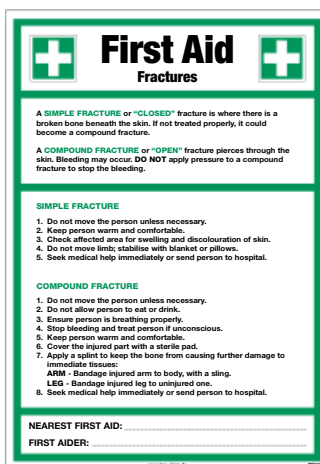 First Aid
Fractures
A SIMPLE FRACTURE or “CLOSED” fracture is where there is a
broken bone beneath the skin. If not treated properly, it could
become a compound fracture.
A COMPOUND FRACTURE or “OPEN” fracture pierces through the
skin. Bleeding may occur. DO NOT apply pressure to a compound
fracture to stop the bleeding.
SIMPLE FRACTURE
1. Do not move the person unless necessary.
2. Keep person warm and comfortable.
3. Check affected area for swelling and discolouration of skin.
4. Do not move limb; stabilise with blanket or pillows.
5. Seek medical help immediately or send person to hospital.
COMPOUND FRACTURE
1. Do not move the person unless necessary.
2. Do not allow person to eat or drink.
3. Ensure person is breathing properly.
4. Stop bleeding and treat person if unconscious.
5. Keep person warm and comfortable.
6. Cover the injured part with a sterile pad.
7. Apply a splint to keep the bone from causing further damage to
immediate tissues:
ARM - Bandage injured arm to body, with a sling.
LEG - Bandage injured leg to uninjured one.
8. Seek medical help immediately or send person to hospital.
NEAREST FIRST AID:
FIRST AIDER: